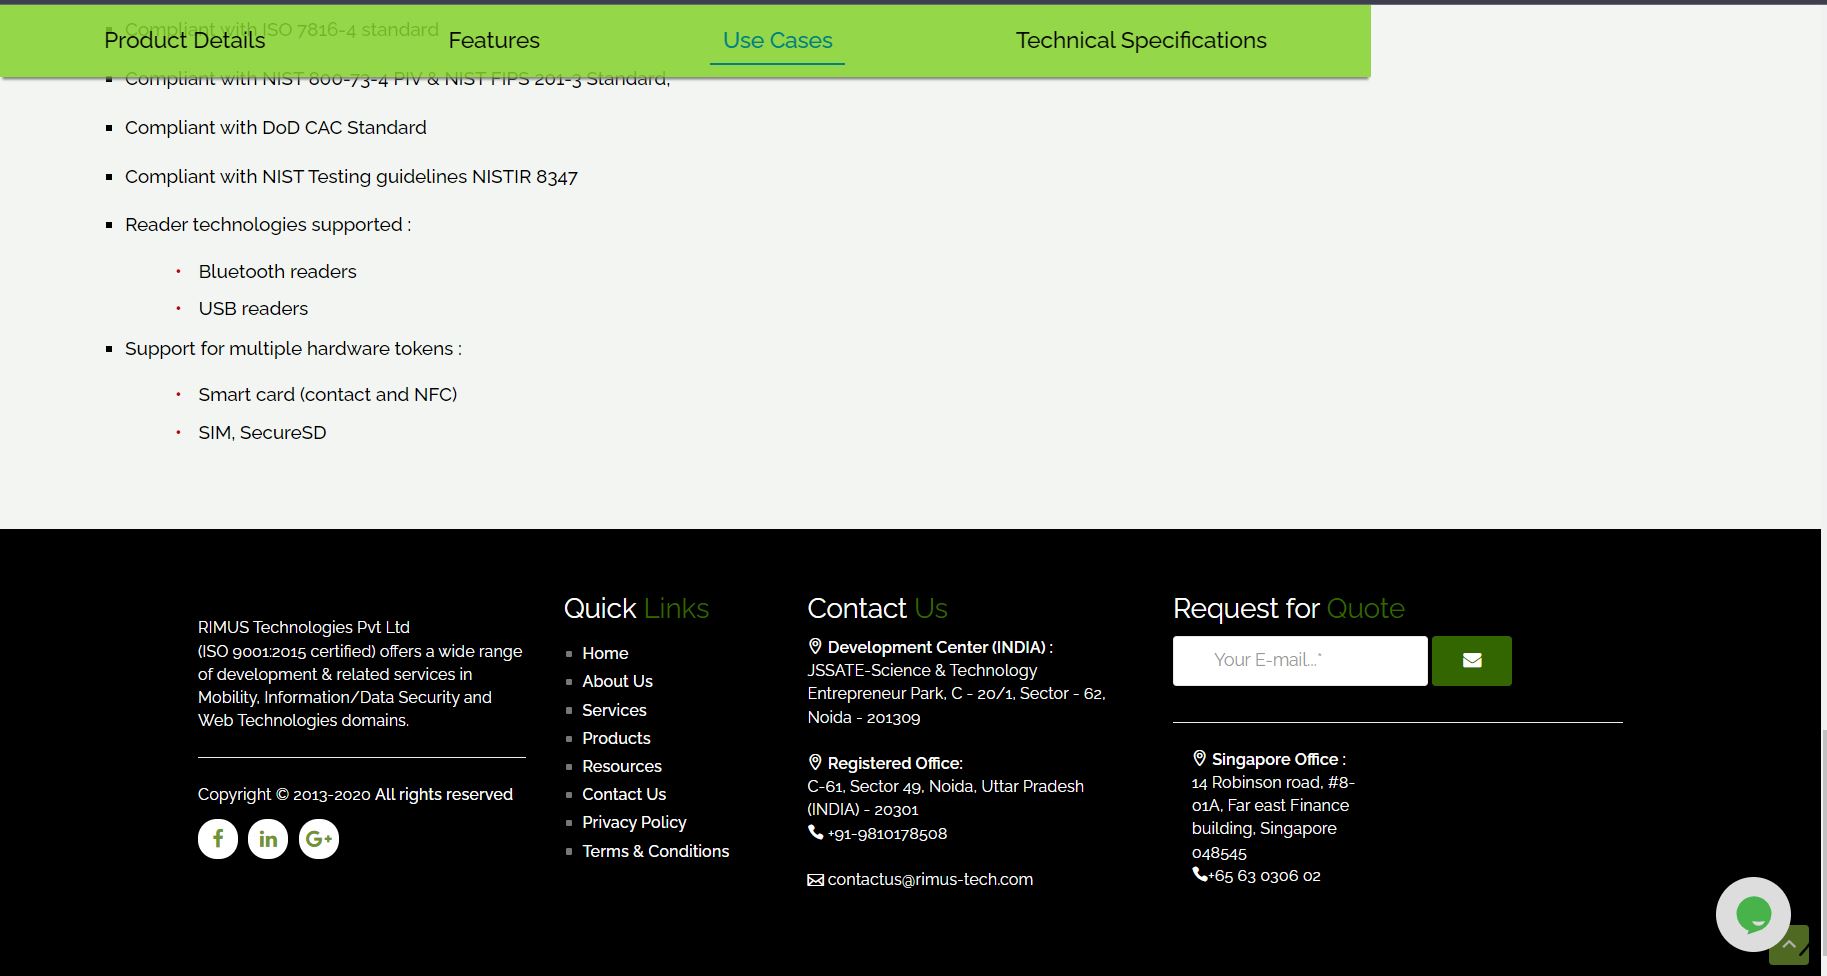 Compliant with ISO 7816-4 standard
Product Details
Features
Use Cases
Technical Specifications
Compliant with NIST 800-73-4 PIV & NIST FIPS 201-3 Standard,
Compliant with DoD CAC Standard
Compliant with NIST Testing guidelines NISTIR 8347
Reader technologies supported :
Bluetooth readers
USB readers
Support for multiple hardware tokens :
Smart card (contact and NFC)
SIM, SecureSD
RIMUS Technologies Pvt Ltd
(ISO 9001:2015 certified) offers a wide range
of development & related services in
Mobility, Information/Data Security and
Web Technologies domains.
Copyright © 2013-2020 All rights reserved
f
in
G+
Quick Links
Home
About Us
Services
Products
Resources
Contact Us
Privacy Policy
Terms & Conditions
Contact Us
Development Center (INDIA) :
JSSATE-Science & Technology
Entrepreneur Park, C - 20/1, Sector - 62,
Noida - 201309
Registered Office:
C-61, Sector 49, Noida, Uttar Pradesh
(INDIA) - 20301
+91-9810178508
contactus@rimus-tech.com
Request for Quote
Your E-mail...*
Singapore Office :
14 Robinson road, #8-
01A, Far east Finance
building, Singapore
048545
+65 63 0306 02